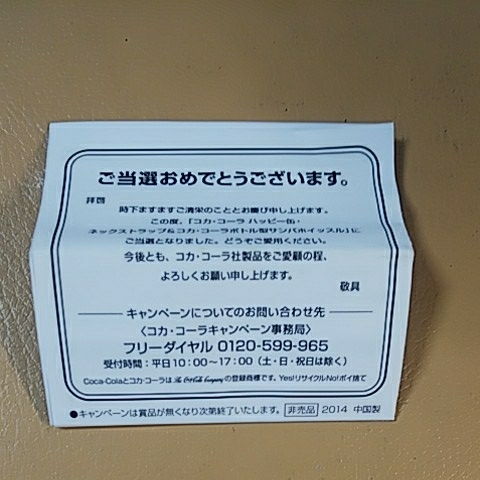 ご当選おめでとうございます。
拝啓
時下ますますご清栄のこととお慶び申し上げます。
この度、「コカ・コーラ ハッピー缶・
ネックストラップ&コカ・コーラボトル型サンバホイッスル」に
ご当選となりました。どうぞご愛用ください。
今後とも、コカ・コーラ社製品をご愛顧の程、
よろしくお願い申し上げます。
敬具
キャンペーンについてのお問い合わせ先
〈コカ・コーラキャンペーン事務局〉
フリーダイヤル 0120-599-965
受付時間:平日10:00~17:00(土・日・祝日は除く)
Coca-Colaとコカ・コーラは The Coca-Cola Companyの登録商標です。Yes!リサイクルNo!ポイ捨て
●キャンペーンは賞品が無くなり次第終了いたします。 非売品 2014 中国製